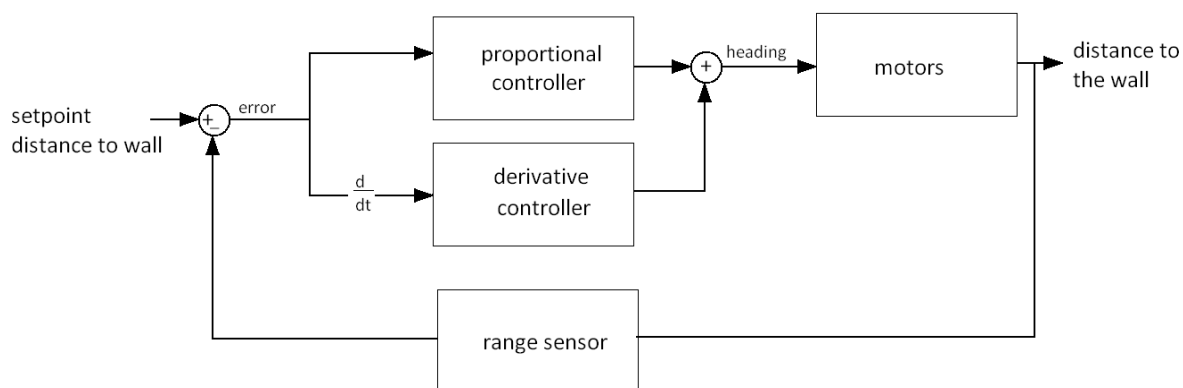 setpoint
distance to wall
+
−
error
proportional
controller
d
dt
derivative
controller
+
heading
motors
distance to
the wall
range sensor